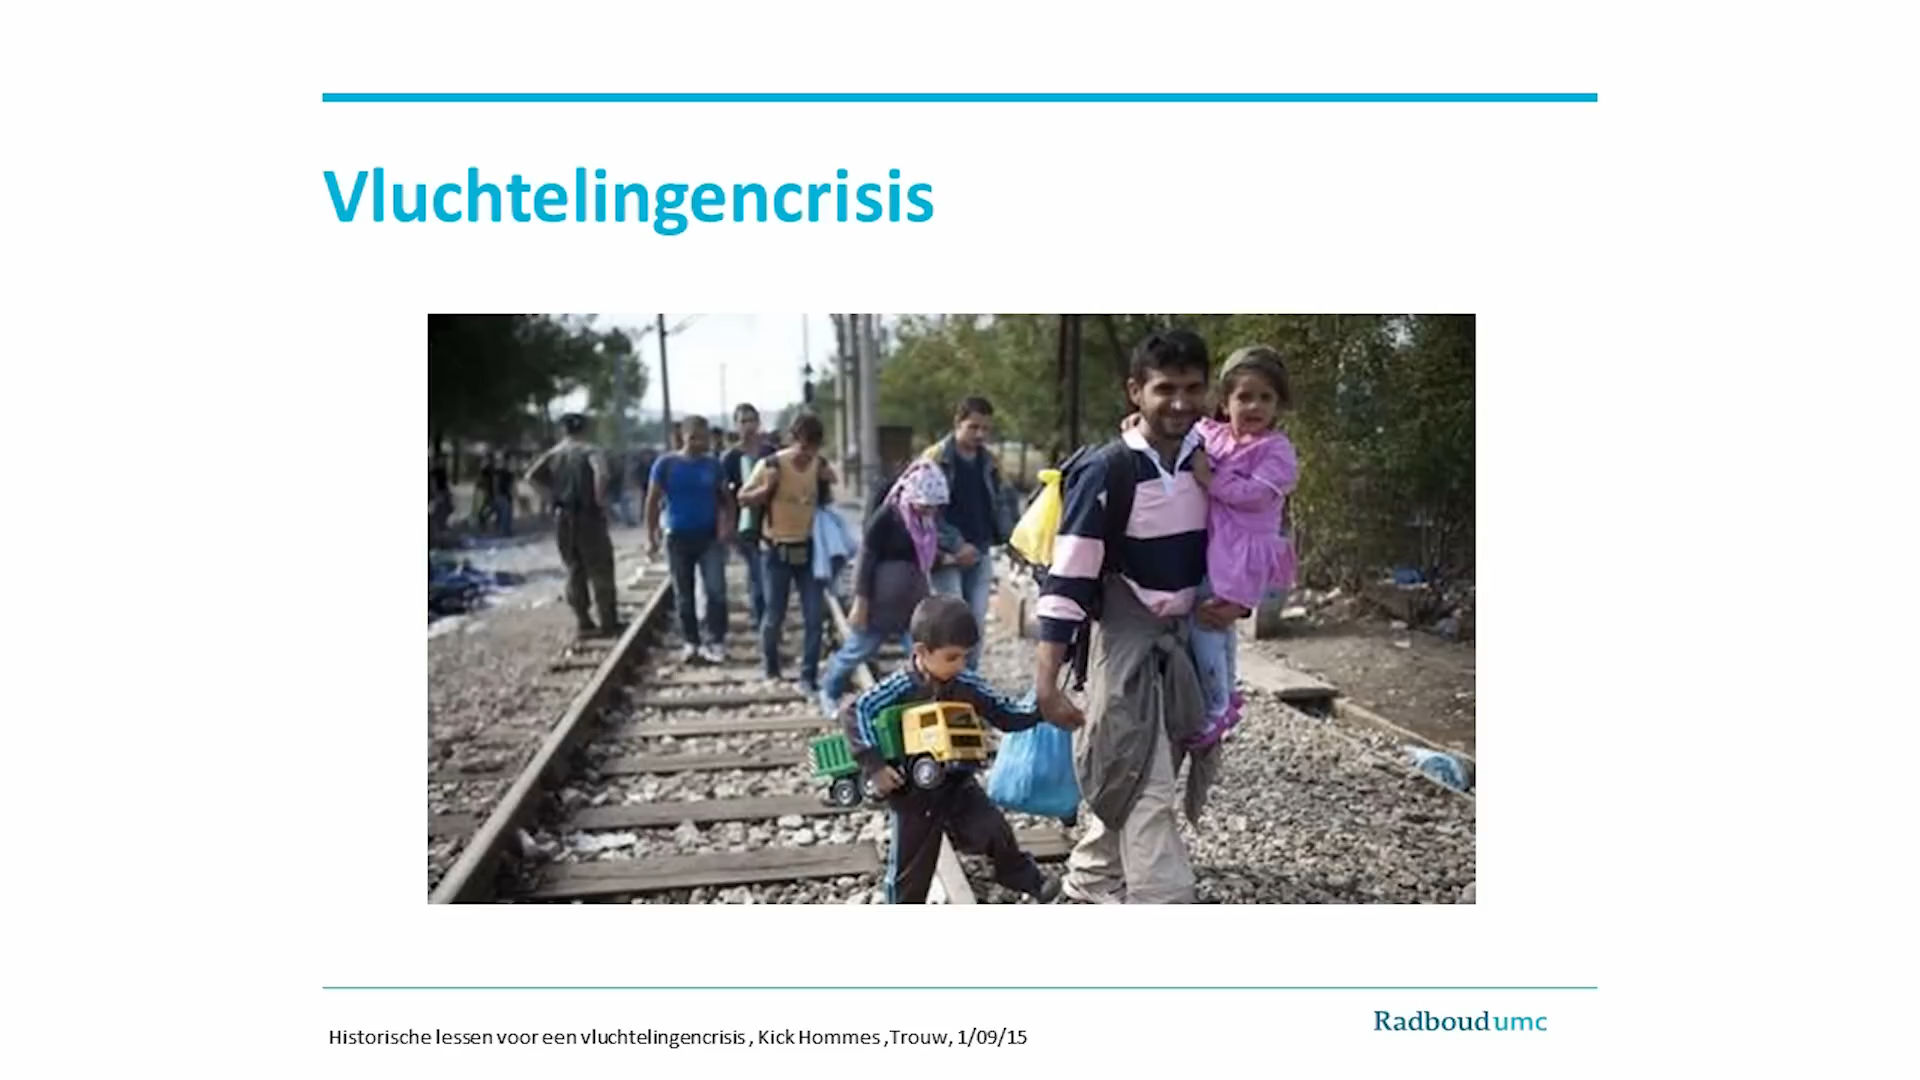 Vluchtelingencrisis
Historische lessen voor een vluchtelingencrisis, Kick Hommes ,Trouw, 1/09/15
Radboudumc